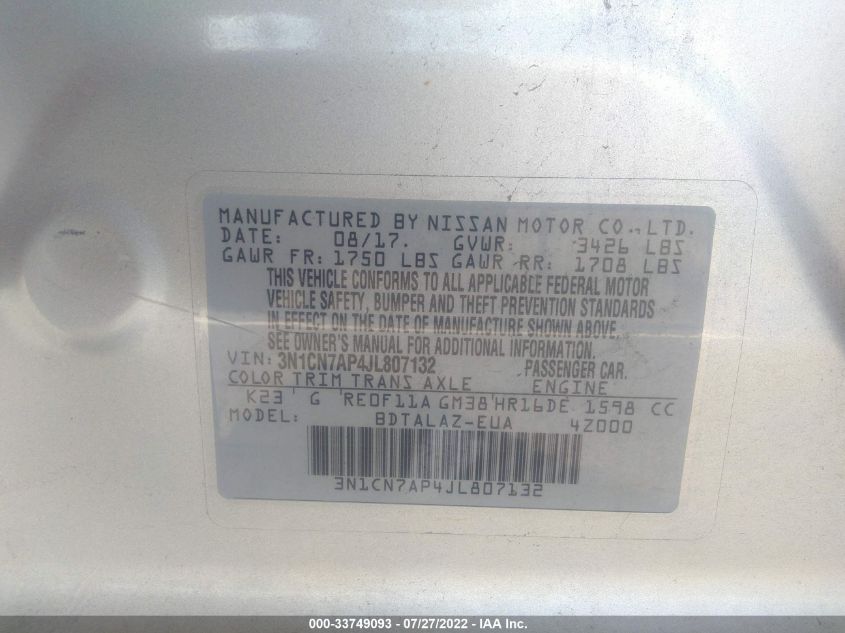 MANUFACTURED BY NISSAN MOTOR CO., LTD.
DATE: 08/17. GVWR: 3426 LBS
GAWR FR: 1750 LBS GAWR RR: 1708 LBS
THIS VEHICLE CONFORMS TO ALL APPLICABLE FEDERAL MOTOR
VEHICLE SAFETY, BUMPER AND THEFT PREVENTION STANDARDS
IN EFFECT ON THE DATE OF MANUFACTURE SHOWN ABOVE.
SEE OWNER'S MANUAL FOR ADDITIONAL INFORMATION.
VIN: 3N1CN7AP4JL807132 PASSENGER CAR.
COLOR TRIM TRANS AXLE ENGINE
K23 G RE0F11A GM38 HR16DE 1598 CC
MODEL: BDTALAZ-EUA 4Z000
3N1CN7AP4JL807132
000-33749093 - 07/27/2022 - IAA Inc.